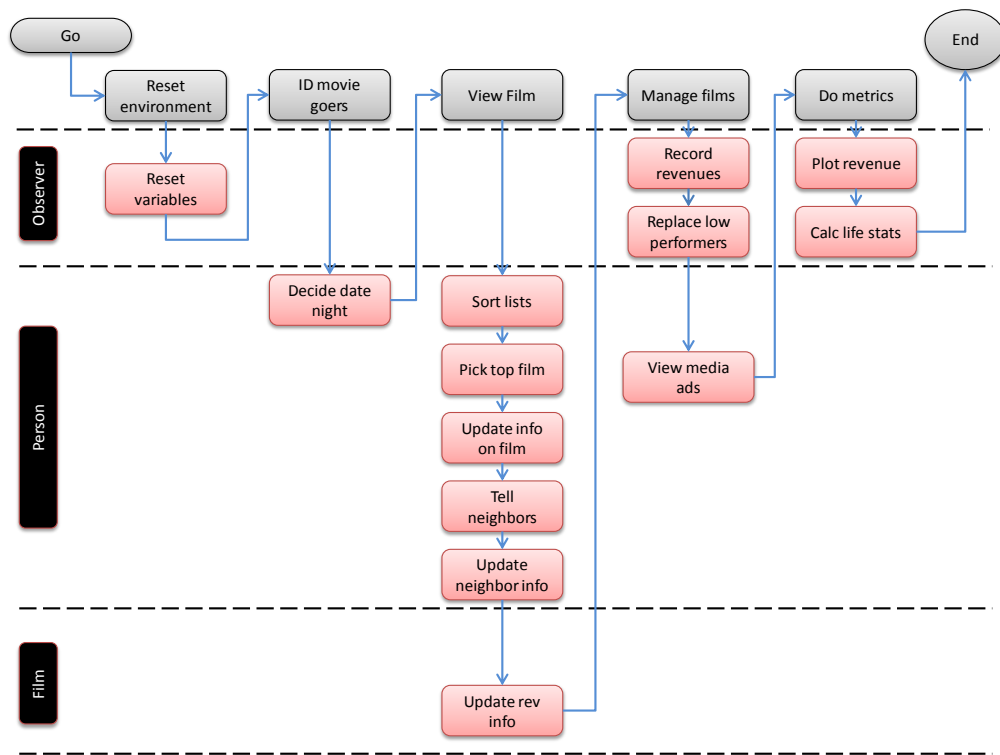 Go
End
Reset
environment
ID movie
goers
View Film
Manage films
Do metrics
Observer
Reset
variables
Record
revenues
Replace low
performers
Plot revenue
Calc life stats
Person
Decide date
night
Sort lists
Pick top film
Update info
on film
Tell
neighbors
Update
neighbor info
View media
ads
Film
Update rev
info